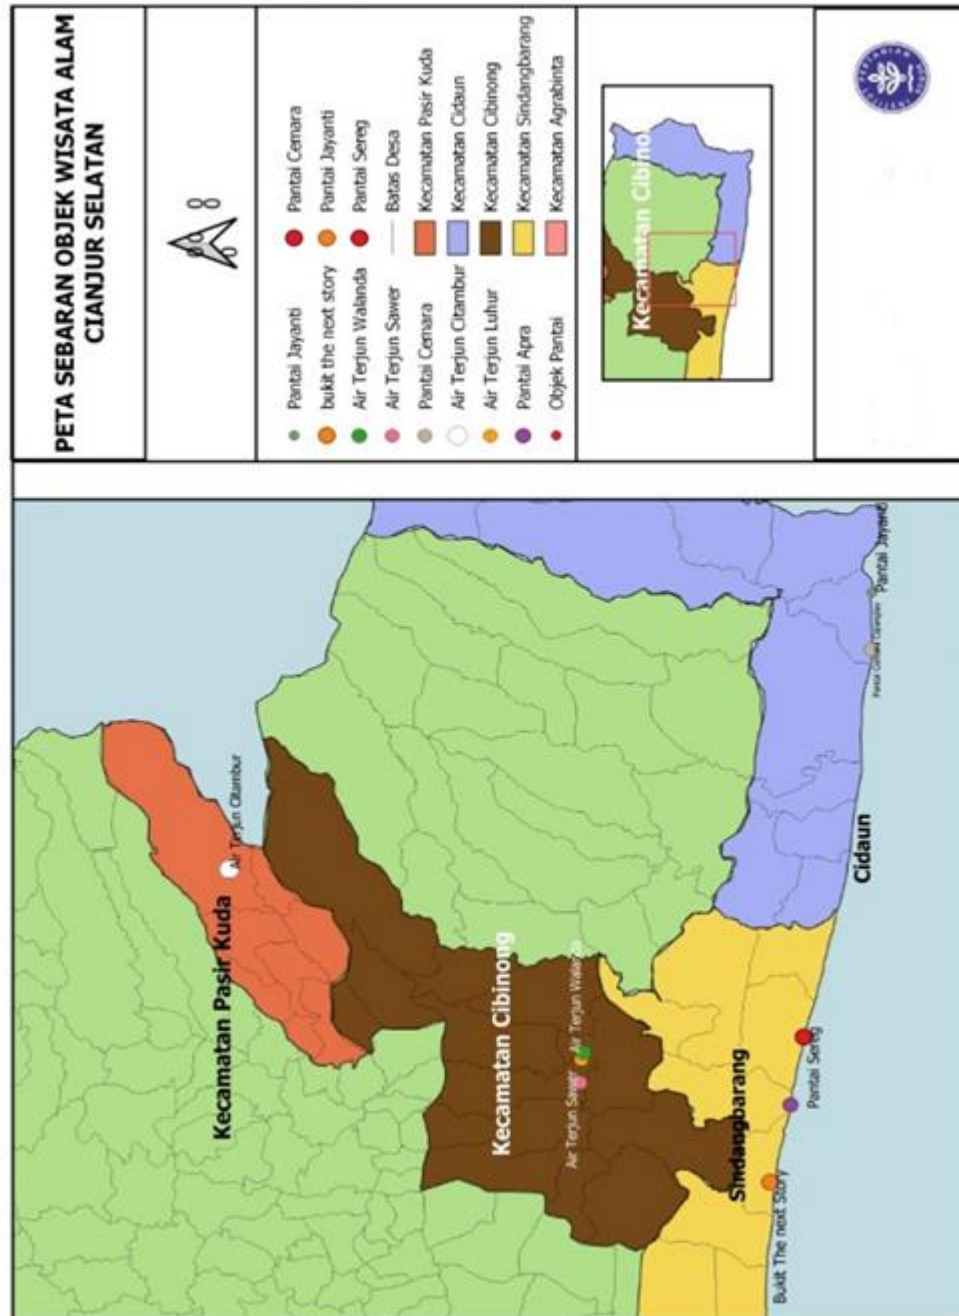 PETA SEBARAN OBJEK WISATA ALAM
CIANJUR SELATAN
Pantai Jayanti
bukit the next story
Air Terjun Walanda
Air Terjun Sawer
Pantai Cemara
Air Terjun Citambur
Air Terjun Luhur
Pantai Apra
Objek Pantai
Pantai Cemara
Pantai Jayanti
Pantai Sereg
Batas Desa
Kecamatan Pasir Kuda
Kecamatan Cidaun
Kecamatan Cibinong
Kecamatan Sindangbarang
Kecamatan Agrabinta
Kecamatan Cibino
INSTITUT PERTANIAN BOGOR
Kecamatan Pasir Kuda
Air Terjun Citambur
Kecamatan Cibinong
Air Terjun Sawer
Air Terjun Walanda
Sindangbarang
Bukit The next Story
Pantai Sereg
Cidaun
Pantai Jayanti